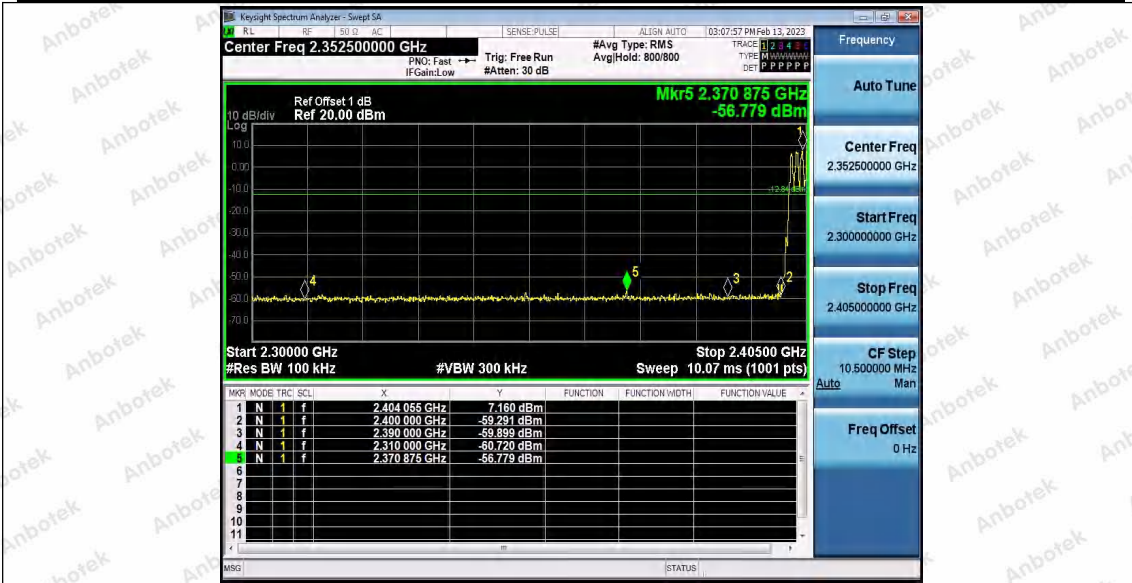 Keysight Spectrum Analyzer - Swept SA
RL RF 50 Ω AC SENSE:PULSE ALIGN AUTO 03:07:57 PM Feb 13, 2023
Center Freq 2.352500000 GHz
PNO: Fast
IFGain:Low
Trig: Free Run
#Atten: 30 dB
#Avg Type: RMS
Avg|Hold: 800/800
TRACE 1 2 3 4 5 6
TYPE M W W W W W
DET P P P P P P
Mkr5 2.370 875 GHz
-56.779 dBm
Ref Offset 1 dB
10 dB/div Ref 20.00 dBm
Log
10.0
0.00
-10.0
-20.0
-30.0
-40.0
-50.0
-60.0
-70.0
1
-12.84 dBm
4
5
3
2
Start 2.30000 GHz Stop 2.40500 GHz
#Res BW 100 kHz #VBW 300 kHz Sweep 10.07 ms (1001 pts)
MKR MODE TRC SCL X Y FUNCTION FUNCTION WIDTH FUNCTION VALUE
1 N 1 f 2.404 055 GHz 7.160 dBm
2 N 1 f 2.400 000 GHz -59.291 dBm
3 N 1 f 2.390 000 GHz -59.899 dBm
4 N 1 f 2.310 000 GHz -60.720 dBm
5 N 1 f 2.370 875 GHz -56.779 dBm
6
7
8
9
10
11
MSG STATUS
Frequency
Auto Tune
Center Freq
2.352500000 GHz
Start Freq
2.300000000 GHz
Stop Freq
2.405000000 GHz
CF Step
10.500000 MHz
Auto Man
Freq Offset
0 Hz
Anbotek